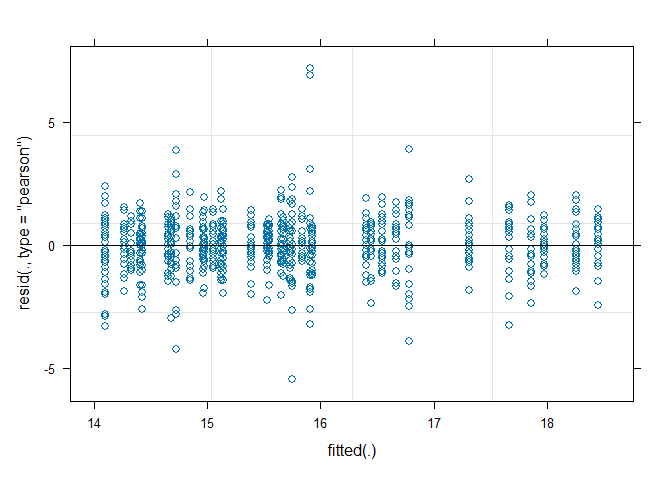 resid(., type = "pearson")
5
0
-5
14 15 16 17 18
fitted(.)